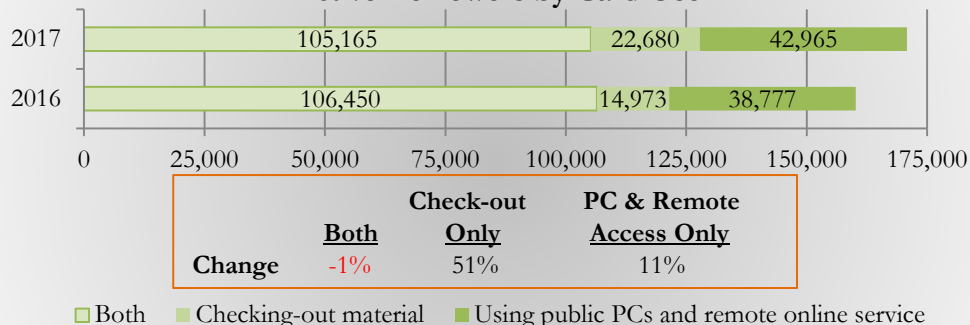 2017 105,165 22,680 42,965
2016 106,450 14,973 38,777
0 25,000 50,000 75,000 100,000 125,000 150,000 175,000
Check-out PC & Remote
Both Only Access Only
Change -1% 51% 11%
Both Checking-out material Using public PCs and remote online service